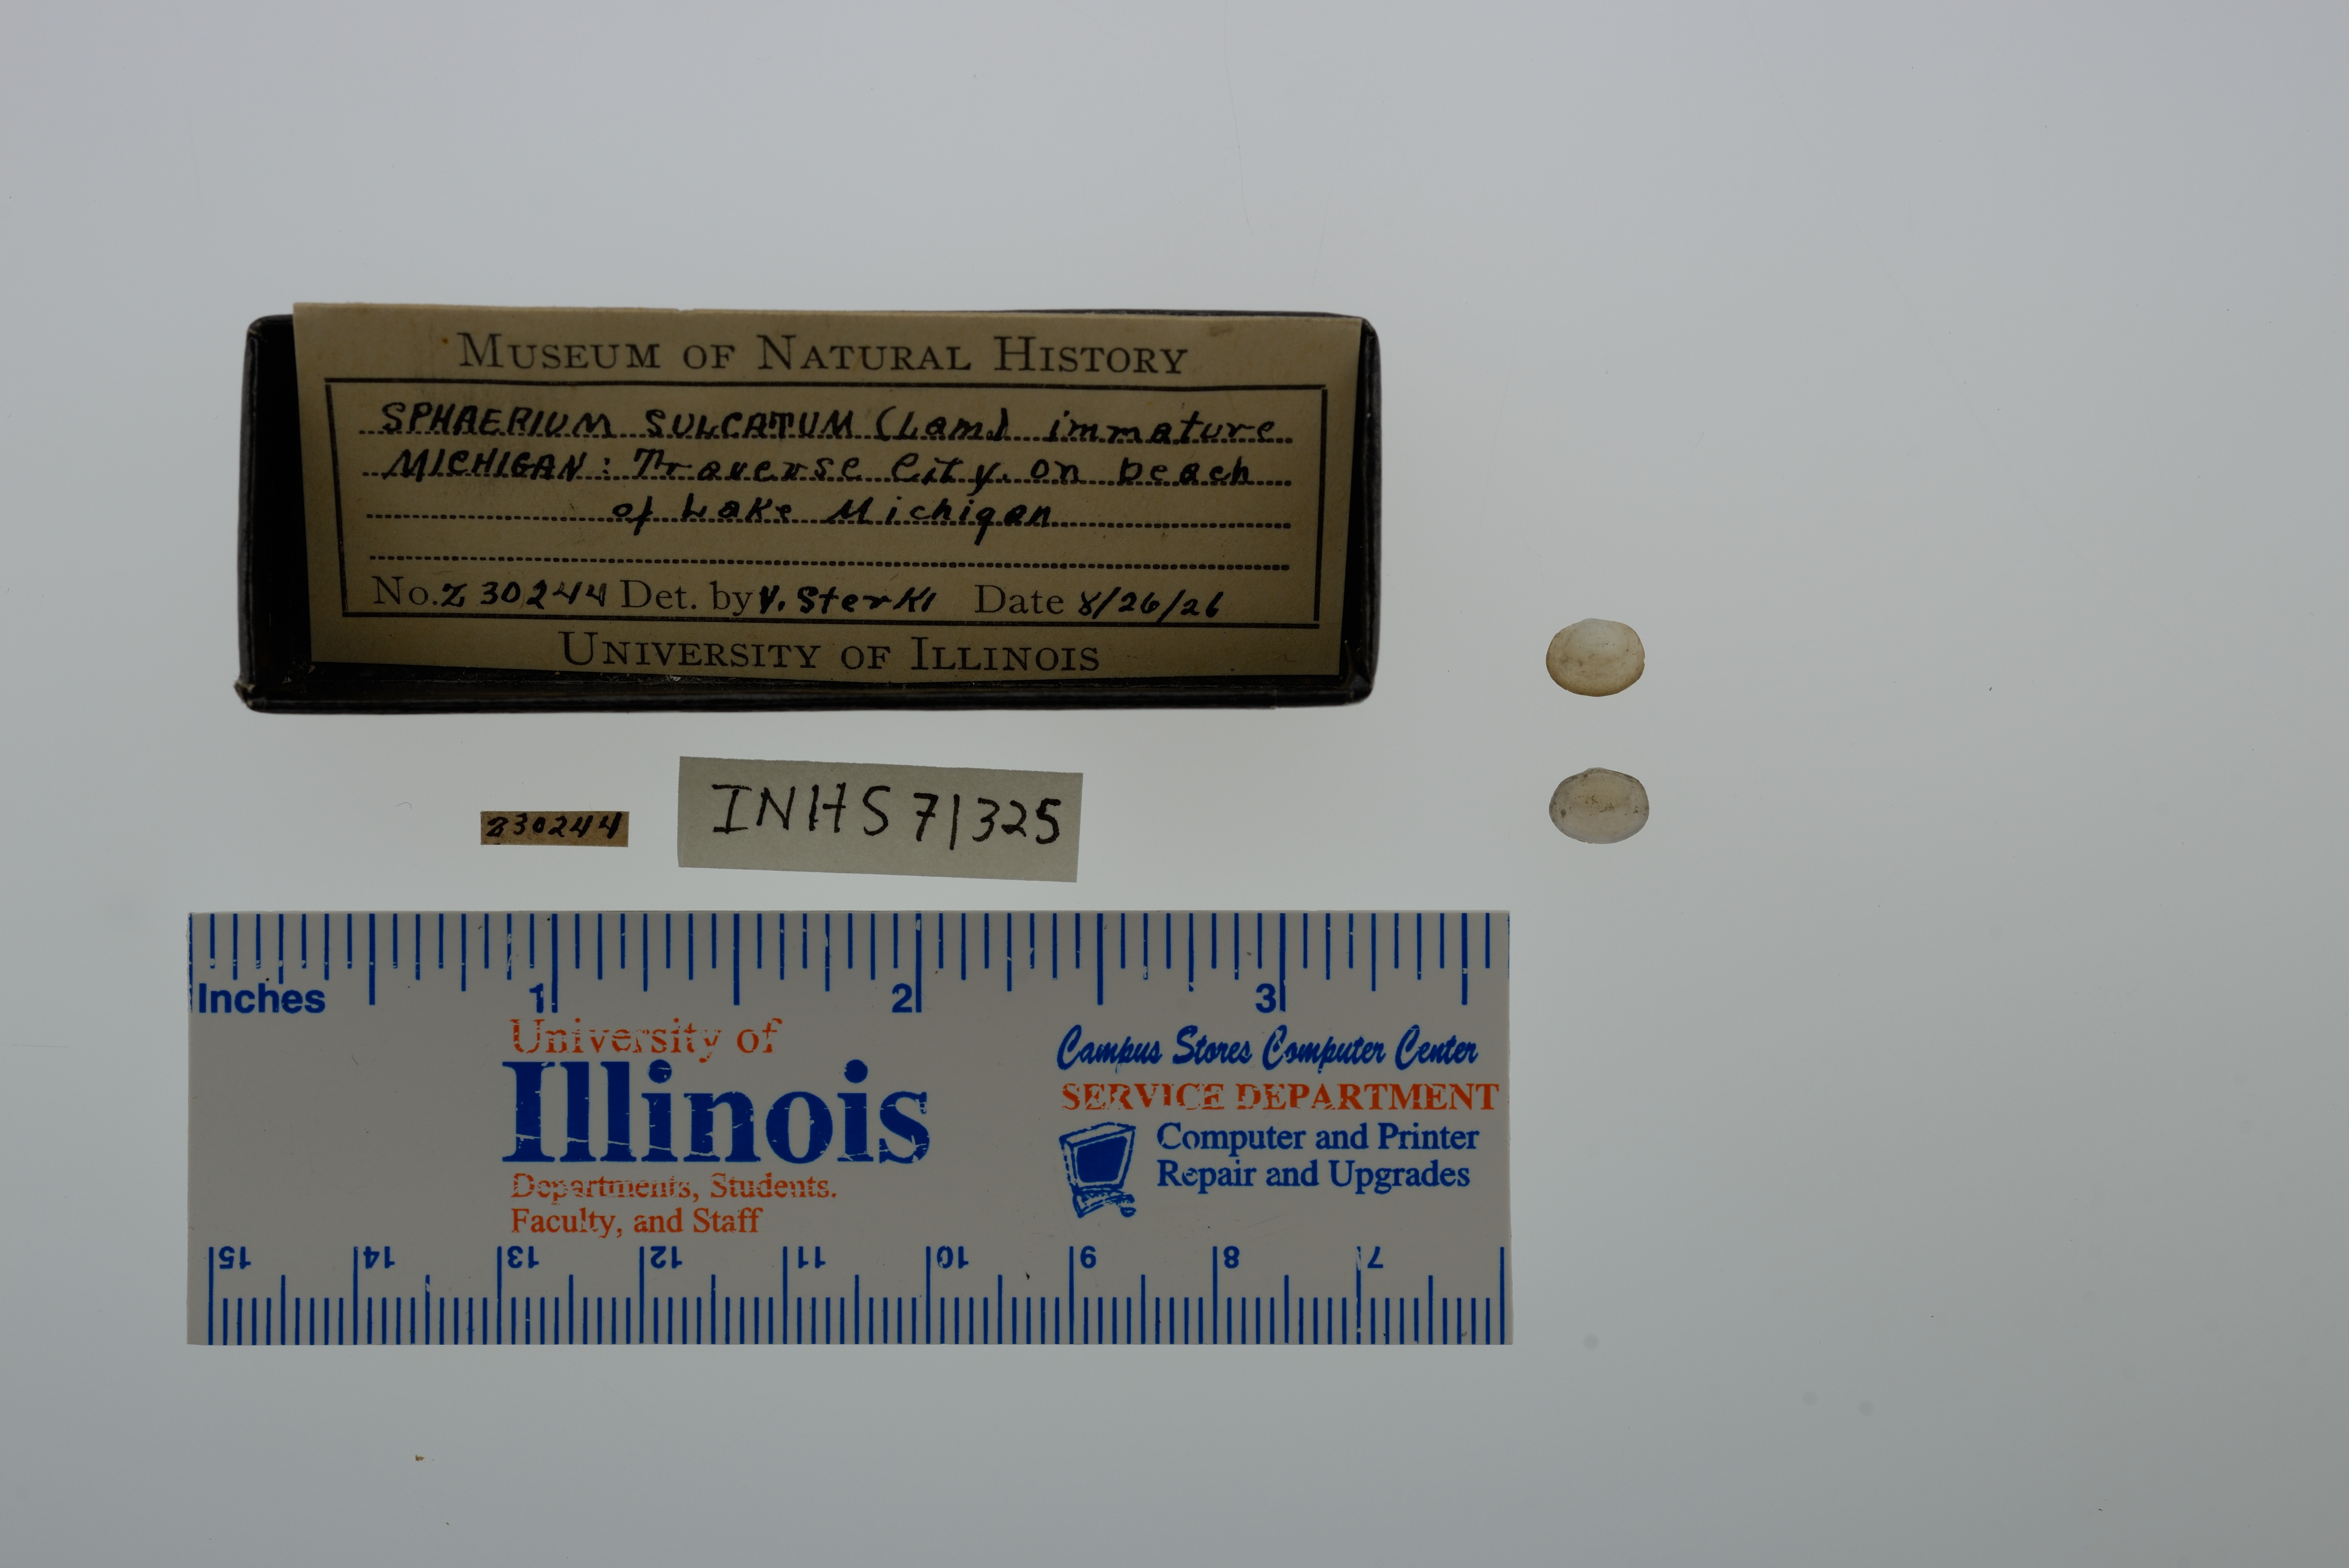 MUSEUM OF NATURAL HISTORY
SPHAERIUM SULCATUM (Lam) immature
MICHIGAN: Traverse City. on beach
of Lake Michigan
No. Z 30244 Det. by V. Sterki Date 8/26/26
UNIVERSITY OF ILLINOIS
Z30244
INHS 71325
Inches 1 2 3
University of
Illinois
Departments, Students.
Faculty, and Staff
Campus Stores Computer Center
SERVICE DEPARTMENT
Computer and Printer
Repair and Upgrades
15 14 13 12 11 10 9 8 7